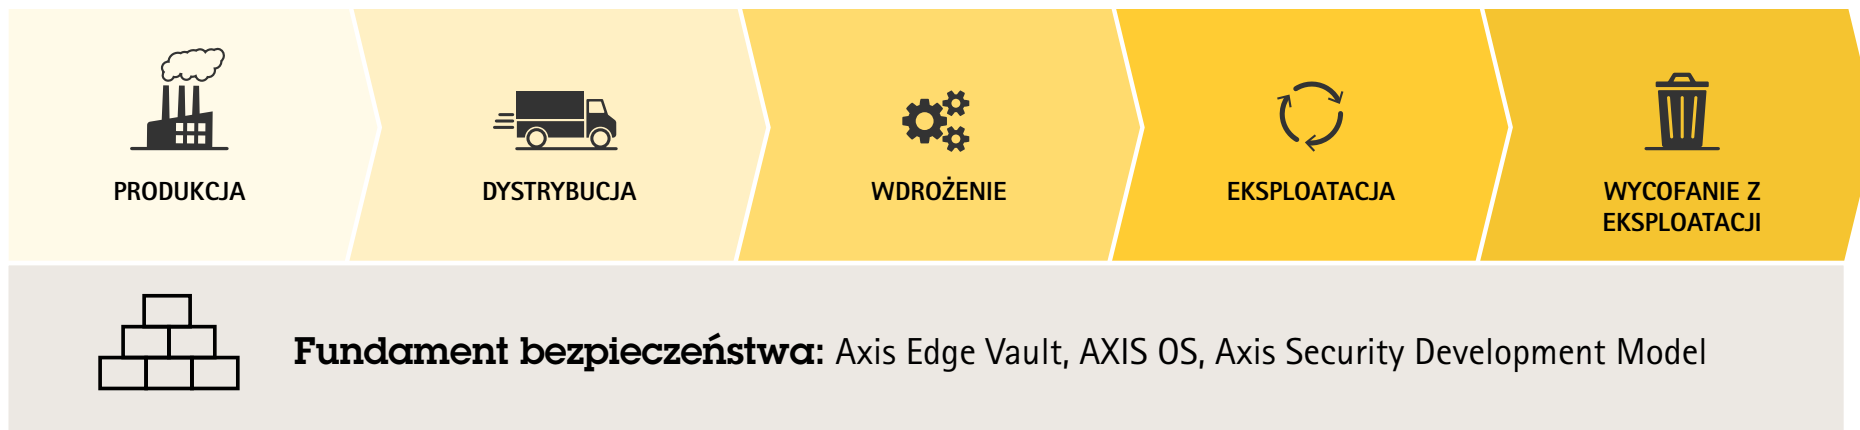 PRODUKCJA
DYSTRYBUCJA
WDROŻENIE
EKSPLOATACJA
WYCOFANIE Z
EKSPLOATACJI
Fundament bezpieczeństwa: Axis Edge Vault, AXIS OS, Axis Security Development Model